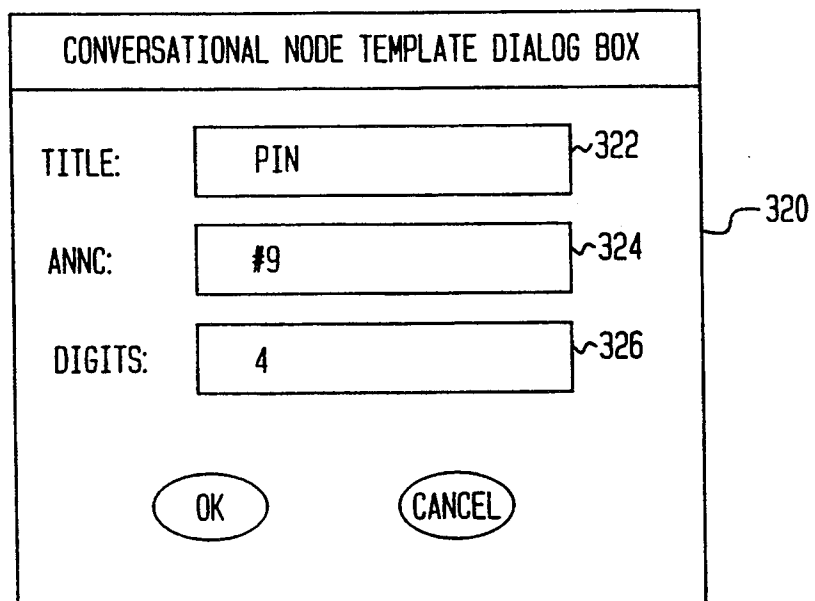 CONVERSATIONAL NODE TEMPLATE DIALOG BOX
TITLE: PIN 322
320
ANNC: #9 324
DIGITS: 4 326
OK CANCEL